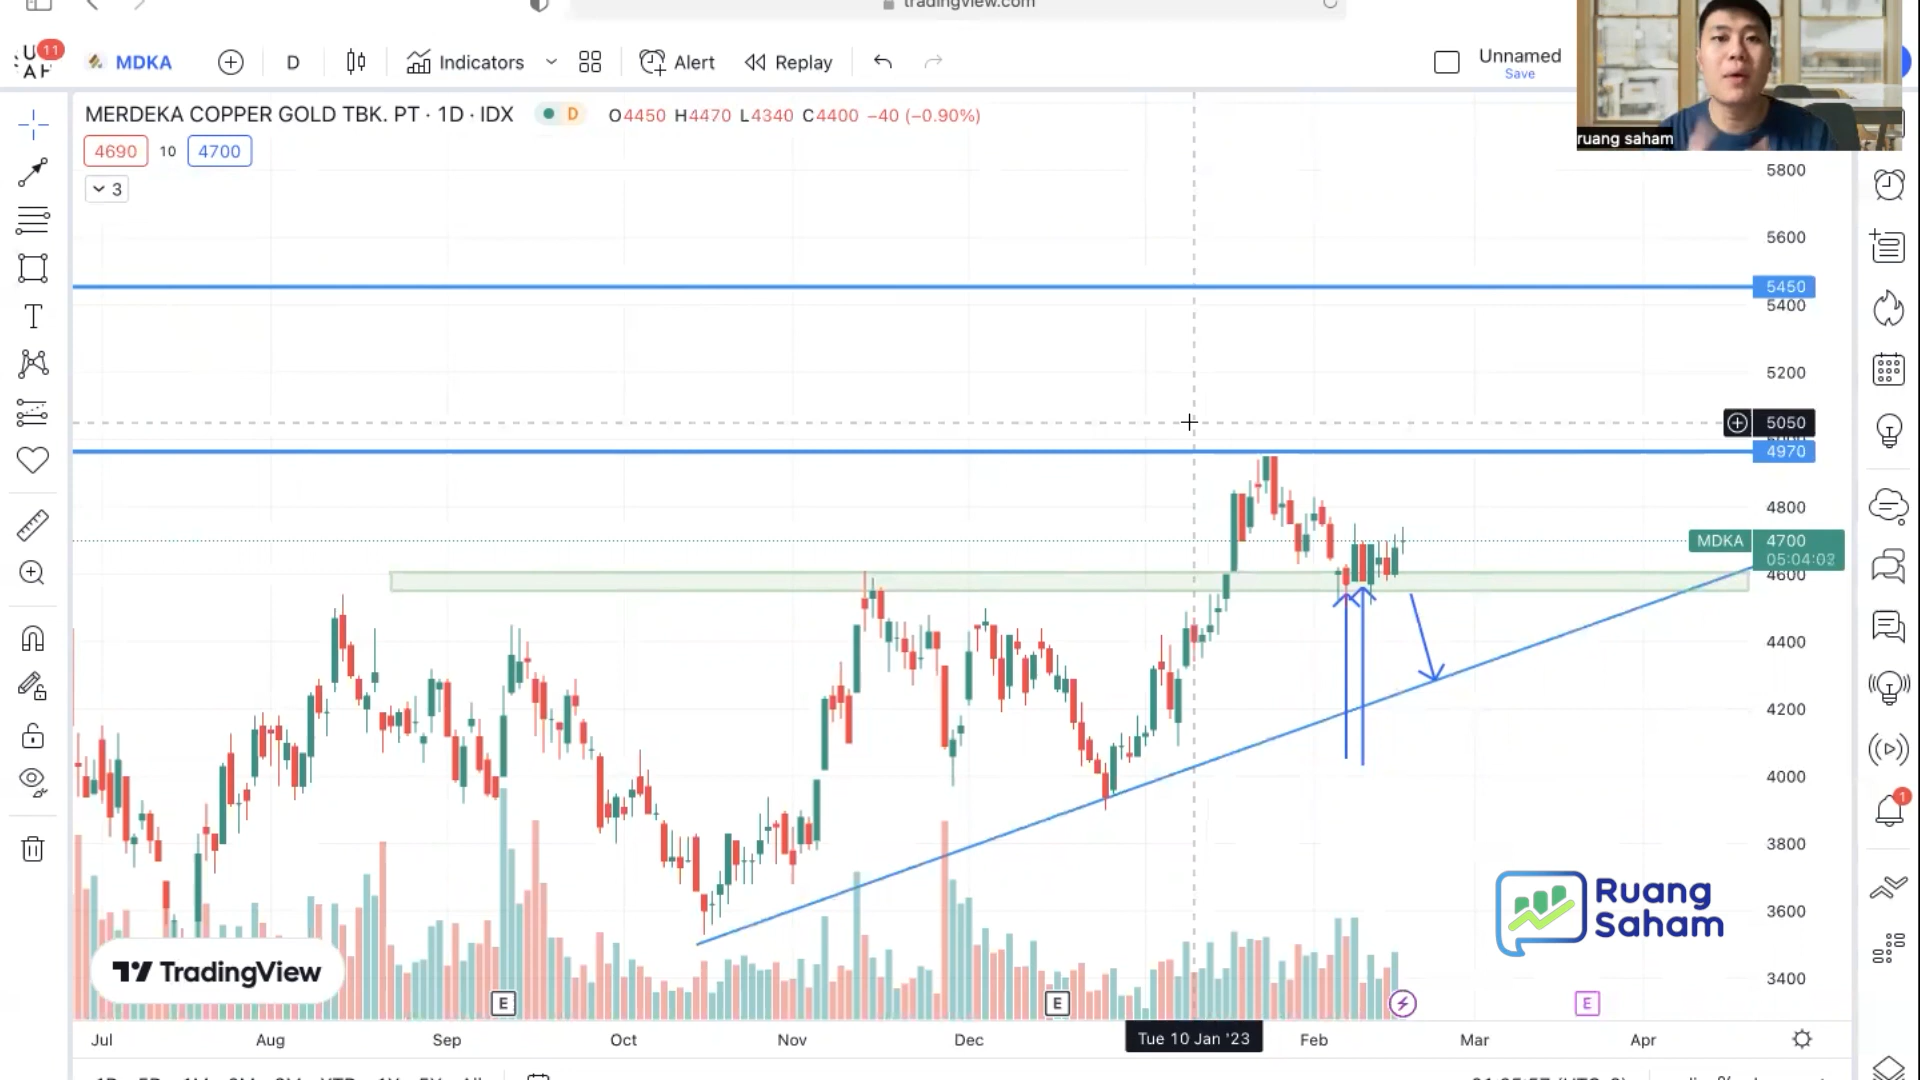 tradingview.com
11
MDKA
D
Indicators
Alert
Replay
Unnamed
Save
MERDEKA COPPER GOLD TBK. PT · 1D · IDX
D
O4450 H4470 L4340 C4400 −40 (−0.90%)
4690 10 4700
3
ruang saham
5800
5600
5450
5400
5200
5050
4970
4800
MDKA 4700
05:04:03
4600
4400
4200
4000
3800
3600
3400
1
Ruang
Saham
TradingView
E
E
E
Jul
Aug
Sep
Oct
Nov
Dec
Tue 10 Jan '23
Feb
Mar
Apr